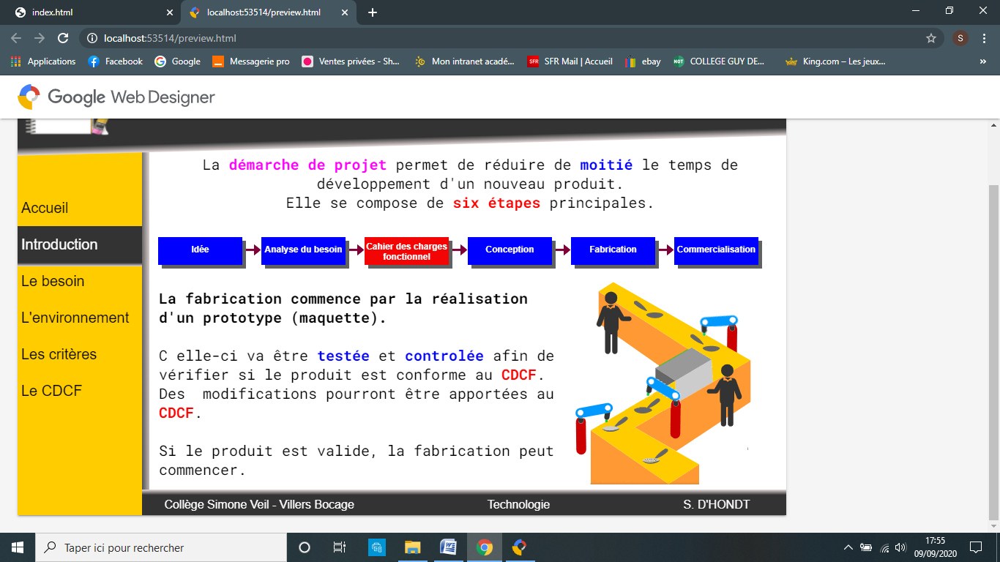 index.html
localhost:53514/preview.html
localhost:53514/preview.html
S
Applications
Facebook
Google
Messagerie pro
Ventes privées - Sh...
Mon intranet acadé...
SFR
SFR Mail | Accueil
ebay
NOT
COLLEGE GUY DE...
King.com – Les jeux...
»
Google Web Designer
La démarche de projet permet de réduire de moitié le temps de
développement d'un nouveau produit.
Elle se compose de six étapes principales.
Accueil
Introduction
Le besoin
L'environnement
Les critères
Le CDCF
Idée
Analyse du besoin
Cahier des charges
fonctionnel
Conception
Fabrication
Commercialisation
La fabrication commence par la réalisation
d'un prototype (maquette).
C elle-ci va être testée et controlée afin de
vérifier si le produit est conforme au CDCF.
Des  modifications pourront être apportées au
CDCF.
Si le produit est valide, la fabrication peut
commencer.
Collège Simone Veil - Villers Bocage
Technologie
S. D'HONDT
Taper ici pour rechercher
17:55
09/09/2020